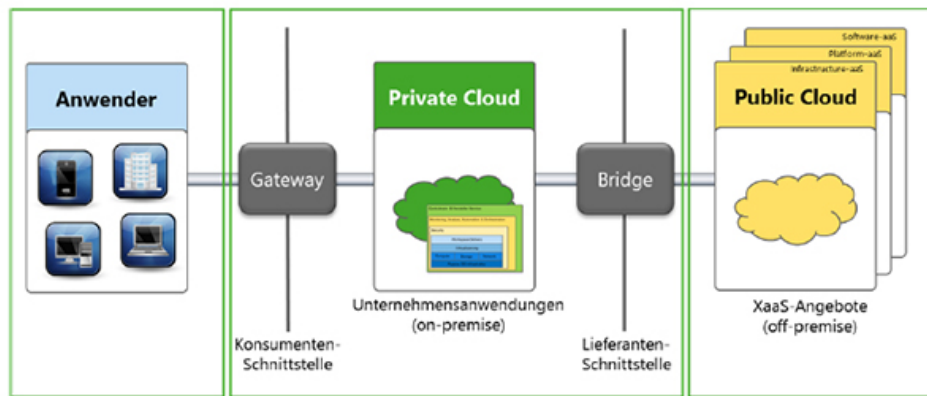 Anwender
Gateway
Konsumenten-
Schnittstelle
Private Cloud
Unternehmensanwendungen
(on-premise)
Bridge
Lieferanten-
Schnittstelle
Software-aaS
Platform-aaS
Infrastructure-aaS
Public Cloud
XaaS-Angebote
(off-premise)